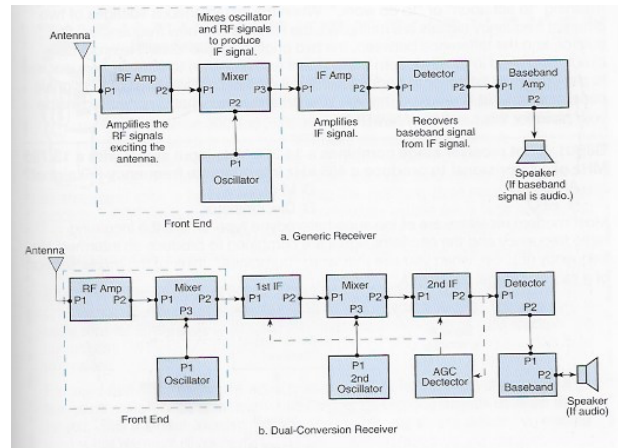 Mixes oscillator
and RF signals
to produce
IF signal.
Antenna
RF Amp
P1 P2
Mixer
P1 P3
P2
IF Amp
P1 P2
Detector
P1 P2
Baseband
Amp
P1
P2
Amplifies the
RF signals
exciting the
antenna.
Amplifies
IF signal.
Recovers
baseband signal
from IF signal.
P1
Oscillator
Speaker
(If baseband
signal is audio.)
Front End
a. Generic Receiver
Antenna
RF Amp
P1 P2
Mixer
P1 P2
P3
1st IF
P1 P2
Mixer
P1 P2
P3
2nd IF
P1 P2
Detector
P1
P2
P1
Oscillator
P1
2nd
Oscillator
AGC
Dectector
P1
P2
Baseband
Speaker
(If audio)
Front End
b. Dual-Conversion Receiver